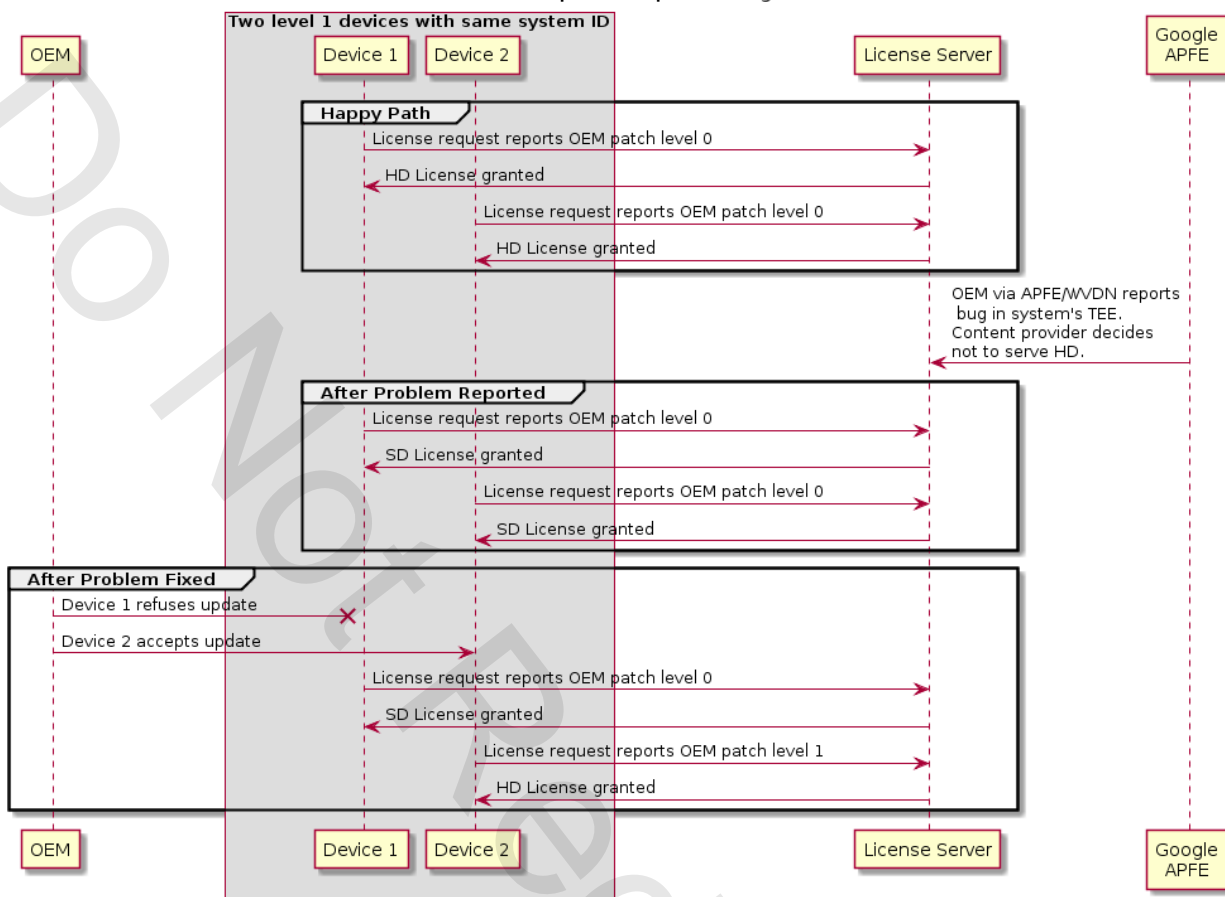 Two level 1 devices with same system ID
OEM
Device 1
Device 2
License Server
Google
APFE
Happy Path
License request reports OEM patch level 0
HD License granted
License request reports OEM patch level 0
HD License granted
OEM via APFE/WVDN reports
bug in system's TEE.
Content provider decides
not to serve HD.
After Problem Reported
License request reports OEM patch level 0
SD License granted
License request reports OEM patch level 0
SD License granted
After Problem Fixed
Device 1 refuses update
Device 2 accepts update
License request reports OEM patch level 0
SD License granted
License request reports OEM patch level 1
HD License granted
OEM
Device 1
Device 2
License Server
Google
APFE
Do Not